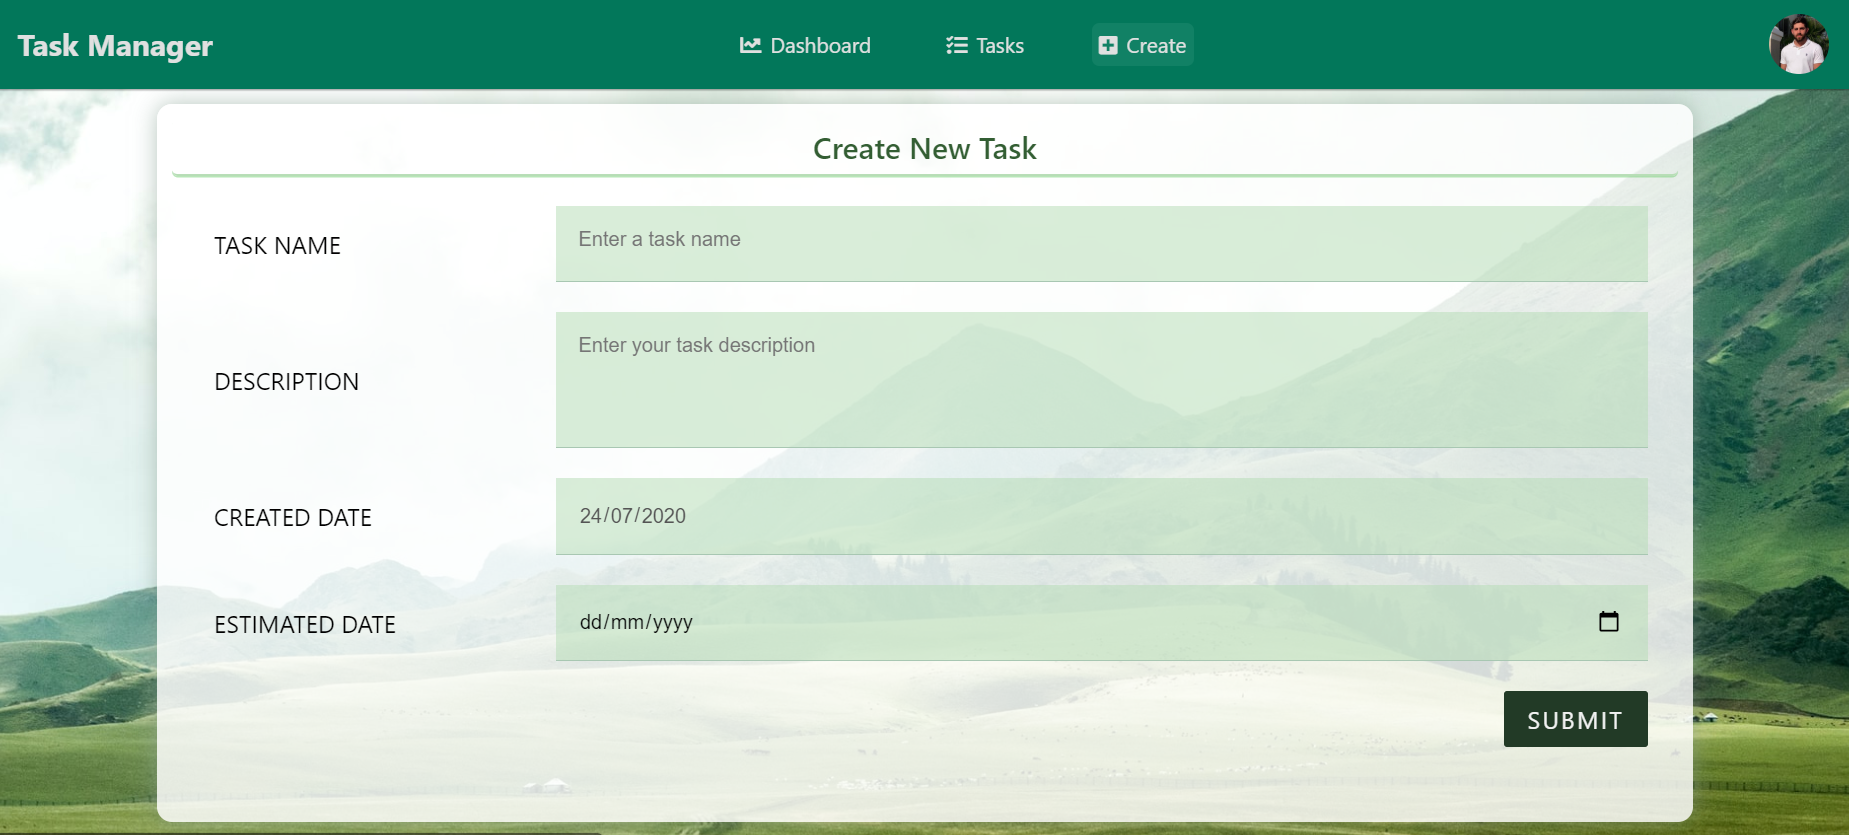 Task Manager
Dashboard
Tasks
Create
Create New Task
TASK NAME
Enter a task name
DESCRIPTION
Enter your task description
CREATED DATE
24/07/2020
ESTIMATED DATE
dd/mm/yyyy
SUBMIT